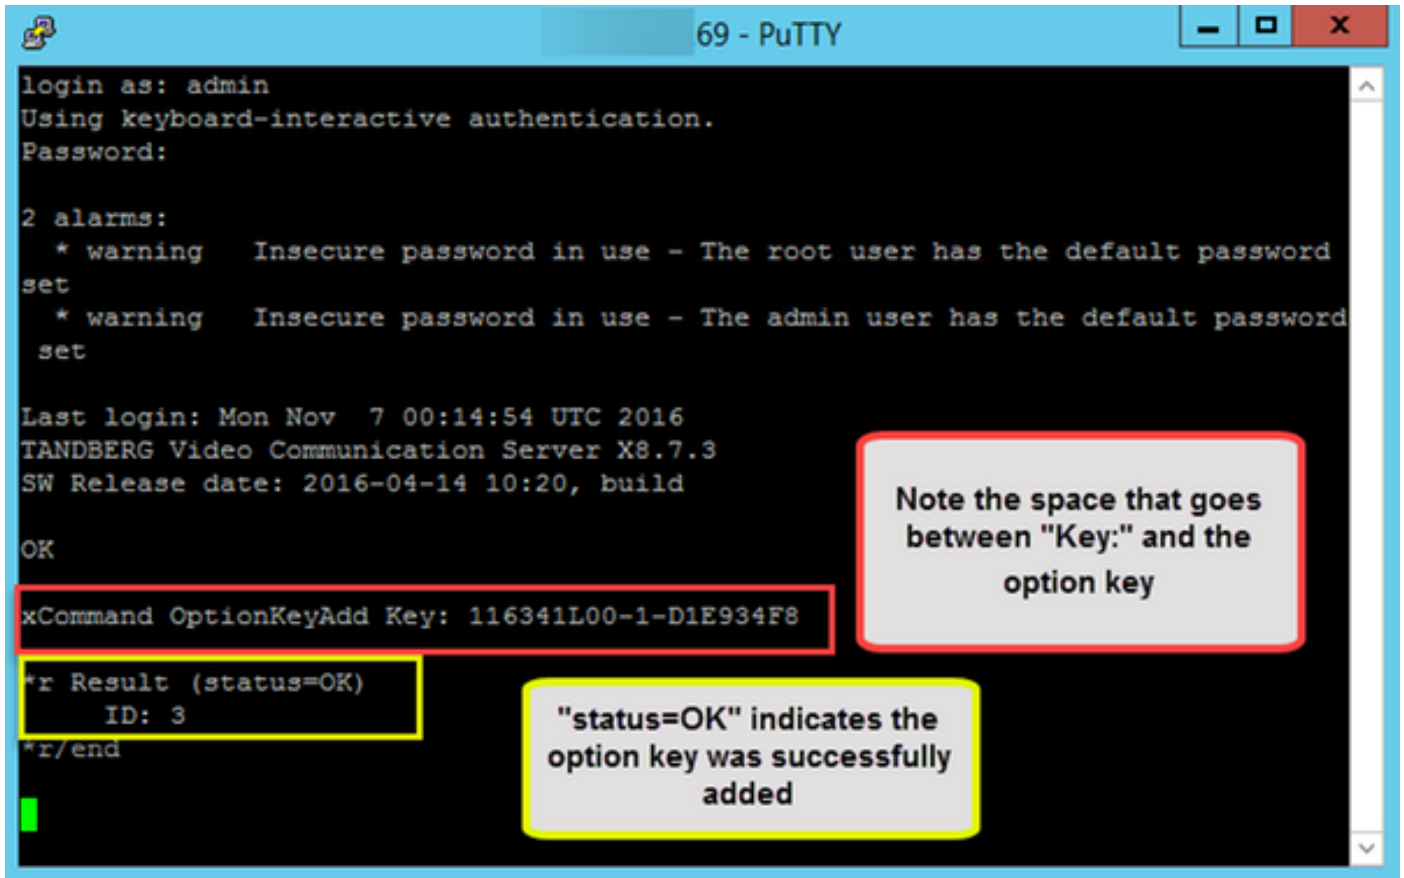 69 - PuTTY
login as: admin
Using keyboard-interactive authentication.
Password:
2 alarms:
* warning   Insecure password in use - The root user has the default password
set
* warning   Insecure password in use - The admin user has the default password
set
Last login: Mon Nov  7 00:14:54 UTC 2016
TANDBERG Video Communication Server X8.7.3
SW Release date: 2016-04-14 10:20, build
OK
xCommand OptionKeyAdd Key: 116341L00-1-D1E934F8
*r Result (status=OK)
ID: 3
*r/end
Note the space that goes
between "Key:" and the
option key
"status=OK" indicates the
option key was successfully
added